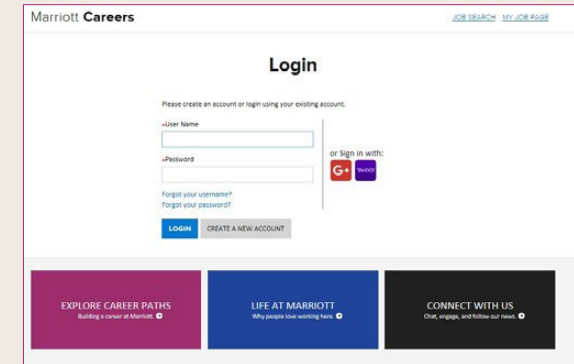 Marriott Careers
JOB SEARCH MY JOB PAGE
Login
Please create an account or login using your existing account.
*User Name
*Password
or Sign in with:
G+ YAHOO!
Forgot your username?
Forgot your password?
LOGIN CREATE A NEW ACCOUNT
EXPLORE CAREER PATHS
Building a career at Marriott.
LIFE AT MARRIOTT
Why people love working here.
CONNECT WITH US
Chat, engage, and follow our news.